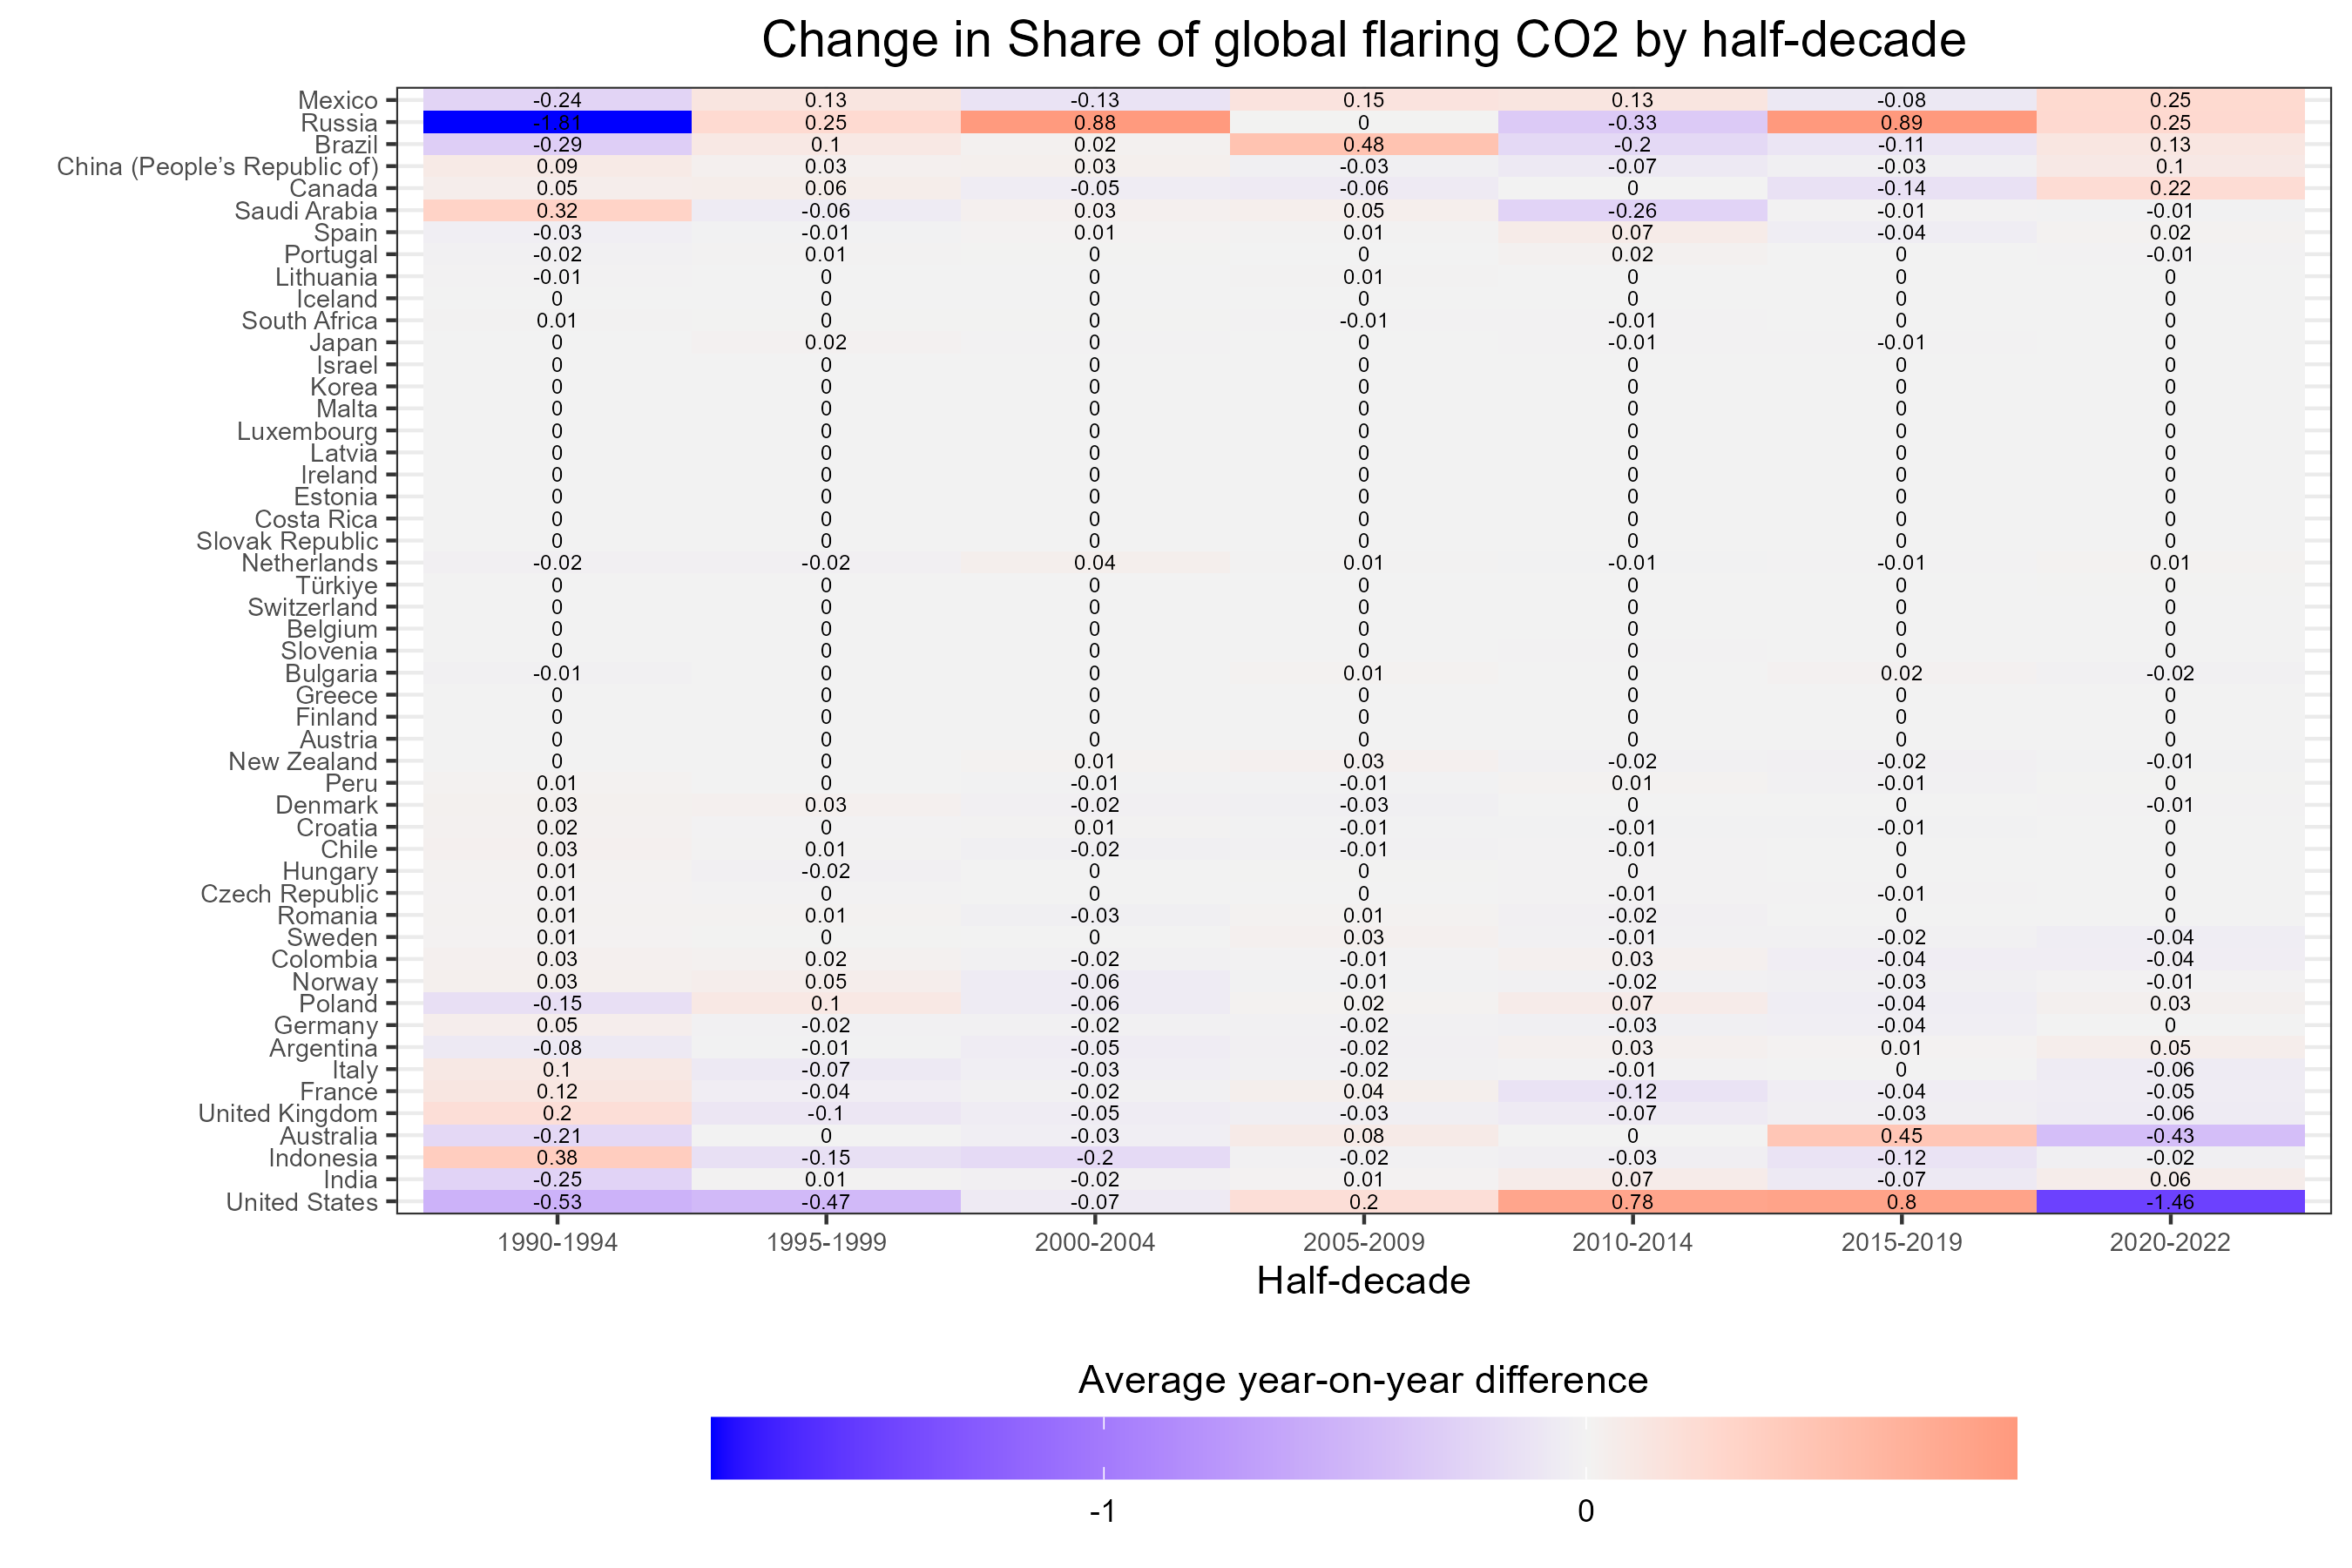 Change in Share of global flaring CO2 by half-decade
Mexico -0.24 0.13 -0.13 0.15 0.13 -0.08 0.25
Russia -1.81 0.25 0.88 0 -0.33 0.89 0.25
Brazil -0.29 0.1 0.02 0.48 -0.2 -0.11 0.13
China (People’s Republic of) 0.09 0.03 0.03 -0.03 -0.07 -0.03 0.1
Canada 0.05 0.06 -0.05 -0.06 0 -0.14 0.22
Saudi Arabia 0.32 -0.06 0.03 0.05 -0.26 -0.01 -0.01
Spain -0.03 -0.01 0.01 0.01 0.07 -0.04 0.02
Portugal -0.02 0.01 0 0 0.02 0 -0.01
Lithuania -0.01 0 0 0.01 0 0 0
Iceland 0 0 0 0 0 0 0
South Africa 0.01 0 0 -0.01 -0.01 0 0
Japan 0 0.02 0 0 -0.01 -0.01 0
Israel 0 0 0 0 0 0 0
Korea 0 0 0 0 0 0 0
Malta 0 0 0 0 0 0 0
Luxembourg 0 0 0 0 0 0 0
Latvia 0 0 0 0 0 0 0
Ireland 0 0 0 0 0 0 0
Estonia 0 0 0 0 0 0 0
Costa Rica 0 0 0 0 0 0 0
Slovak Republic 0 0 0 0 0 0 0
Netherlands -0.02 -0.02 0.04 0.01 -0.01 -0.01 0.01
Türkiye 0 0 0 0 0 0 0
Switzerland 0 0 0 0 0 0 0
Belgium 0 0 0 0 0 0 0
Slovenia 0 0 0 0 0 0 0
Bulgaria -0.01 0 0 0.01 0 0.02 -0.02
Greece 0 0 0 0 0 0 0
Finland 0 0 0 0 0 0 0
Austria 0 0 0 0 0 0 0
New Zealand 0 0 0.01 0.03 -0.02 -0.02 -0.01
Peru 0.01 0 -0.01 -0.01 0.01 -0.01 0
Denmark 0.03 0.03 -0.02 -0.03 0 0 -0.01
Croatia 0.02 0 0.01 -0.01 -0.01 -0.01 0
Chile 0.03 0.01 -0.02 -0.01 -0.01 0 0
Hungary 0.01 -0.02 0 0 0 0 0
Czech Republic 0.01 0 0 0 -0.01 -0.01 0
Romania 0.01 0.01 -0.03 0.01 -0.02 0 0
Sweden 0.01 0 0 0.03 -0.01 -0.02 -0.04
Colombia 0.03 0.02 -0.02 -0.01 0.03 -0.04 -0.04
Norway 0.03 0.05 -0.06 -0.01 -0.02 -0.03 -0.01
Poland -0.15 0.1 -0.06 0.02 0.07 -0.04 0.03
Germany 0.05 -0.02 -0.02 -0.02 -0.03 -0.04 0
Argentina -0.08 -0.01 -0.05 -0.02 0.03 0.01 0.05
Italy 0.1 -0.07 -0.03 -0.02 -0.01 0 -0.06
France 0.12 -0.04 -0.02 0.04 -0.12 -0.04 -0.05
United Kingdom 0.2 -0.1 -0.05 -0.03 -0.07 -0.03 -0.06
Australia -0.21 0 -0.03 0.08 0 0.45 -0.43
Indonesia 0.38 -0.15 -0.2 -0.02 -0.03 -0.12 -0.02
India -0.25 0.01 -0.02 0.01 0.07 -0.07 0.06
United States -0.53 -0.47 -0.07 0.2 0.78 0.8 -1.46
1990-1994 1995-1999 2000-2004 2005-2009 2010-2014 2015-2019 2020-2022
Half-decade
Average year-on-year difference
-1 0